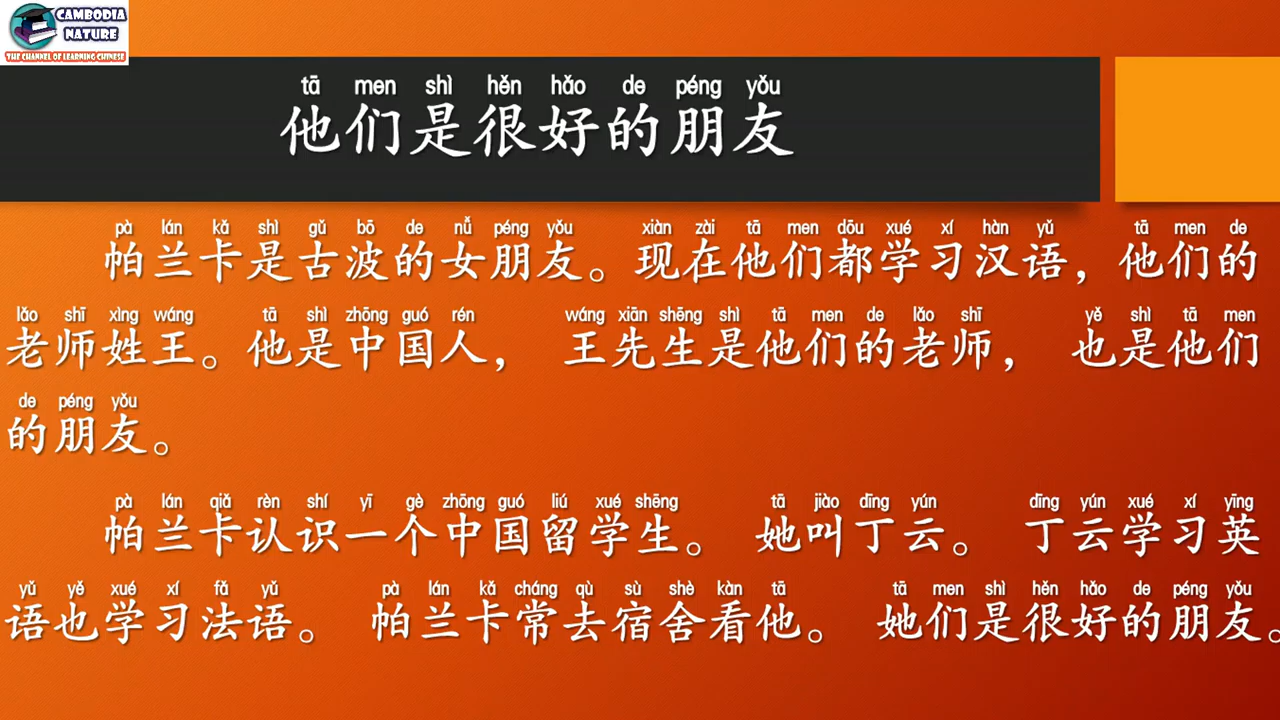 CAMBODIA
NATURE
THE CHANNEL OF LEARNING CHINESE
tā men shì hěn hǎo de péng yǒu
他们是很好的朋友
pà lán kǎ shì gǔ bō de nǚ péng yǒu xiàn zài tā men dōu xué xí hàn yǔ tā men de
帕兰卡是古波的女朋友。现在他们都学习汉语，他们的
lǎo shī xìng wáng tā shì zhōng guó rén wáng xiān shēng shì tā men de lǎo shī yě shì tā men
老师姓王。他是中国人， 王先生是他们的老师， 也是他们
de péng yǒu
的朋友。
pà lán qiǎ rèn shí yī gè zhōng guó liú xué shēng tā jiào dīng yún dīng yún xué xí yīng
帕兰卡认识一个中国留学生。 她叫丁云。 丁云学习英
yǔ yě xué xí fǎ yǔ pà lán kǎ cháng qù sù shè kàn tā tā men shì hěn hǎo de péng yǒu
语也学习法语。 帕兰卡常去宿舍看他。 她们是很好的朋友。